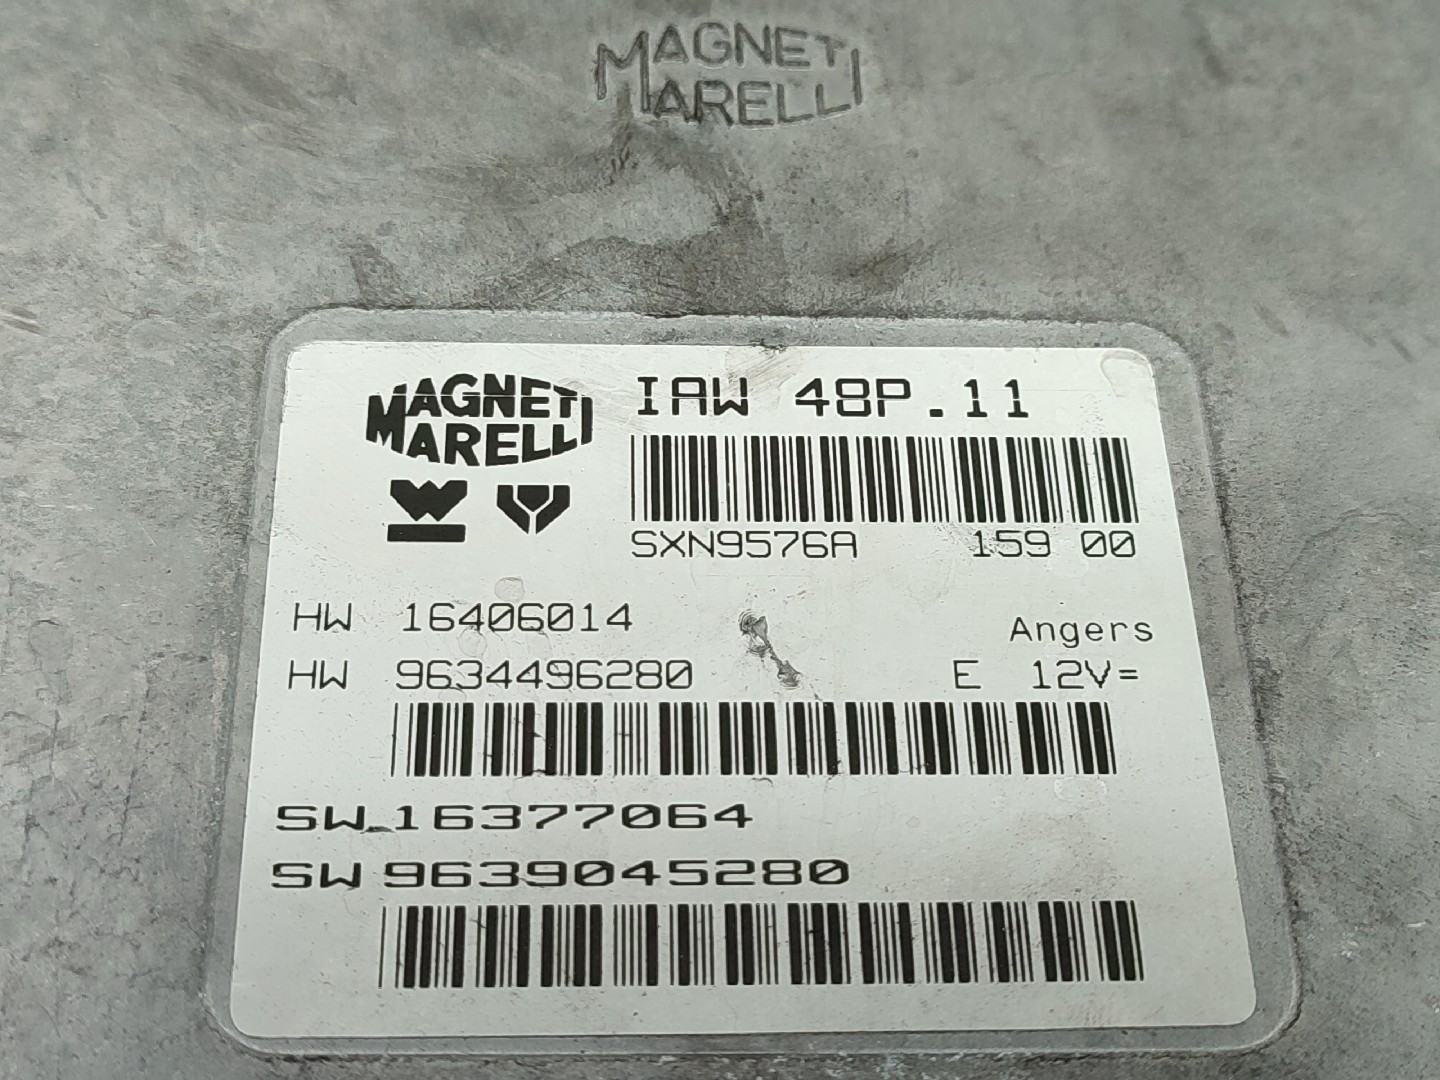 MAGNETI
MARELLI
MAGNETI
MARELLI
IAW 48P.11
SXN9576A 159 00
HW 16406014
Angers
HW 9634496280 E 12V=
SW 16377064
SW 9639045280